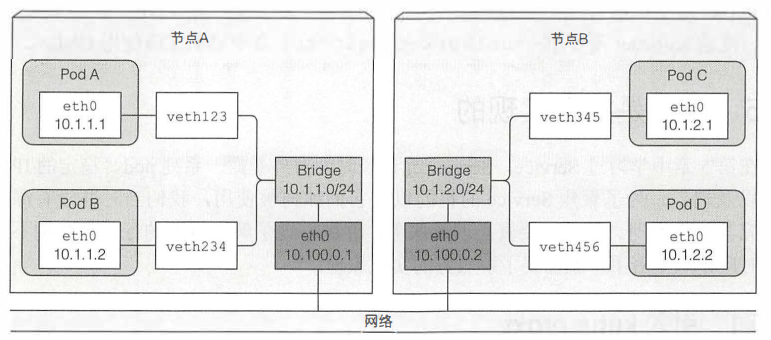 节点A
Pod A
eth0
10.1.1.1
veth123
Bridge
10.1.1.0/24
Pod B
eth0
10.1.1.2
veth234
eth0
10.100.0.1
节点B
Pod C
veth345
eth0
10.1.2.1
Bridge
10.1.2.0/24
Pod D
eth0
10.100.0.2
veth456
eth0
10.1.2.2
网络